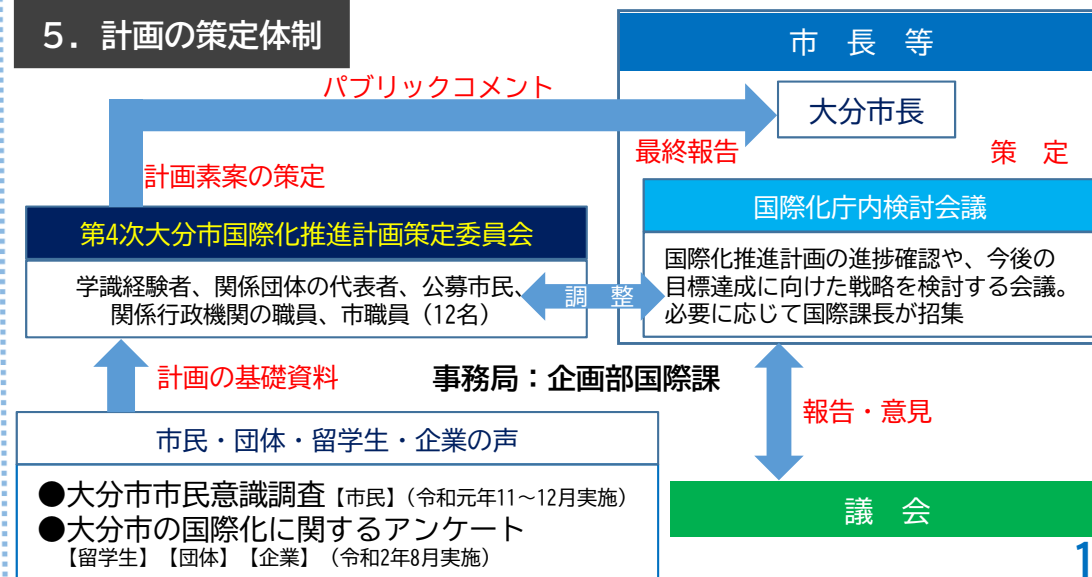 5．計画の策定体制
市 長 等
パブリックコメント
大分市長
最終報告
策 定
計画素案の策定
第4次大分市国際化推進計画策定委員会
学識経験者、関係団体の代表者、公募市民、
関係行政機関の職員、市職員（12名）
調 整
国際化庁内検討会議
国際化推進計画の進捗確認や、今後の
目標達成に向けた戦略を検討する会議。
必要に応じて国際課長が招集
計画の基礎資料
事務局：企画部国際課
報告・意見
市民・団体・留学生・企業の声
●大分市市民意識調査【市民】（令和元年11～12月実施）
●大分市の国際化に関するアンケート
【留学生】【団体】【企業】（令和2年8月実施）
議 会
1